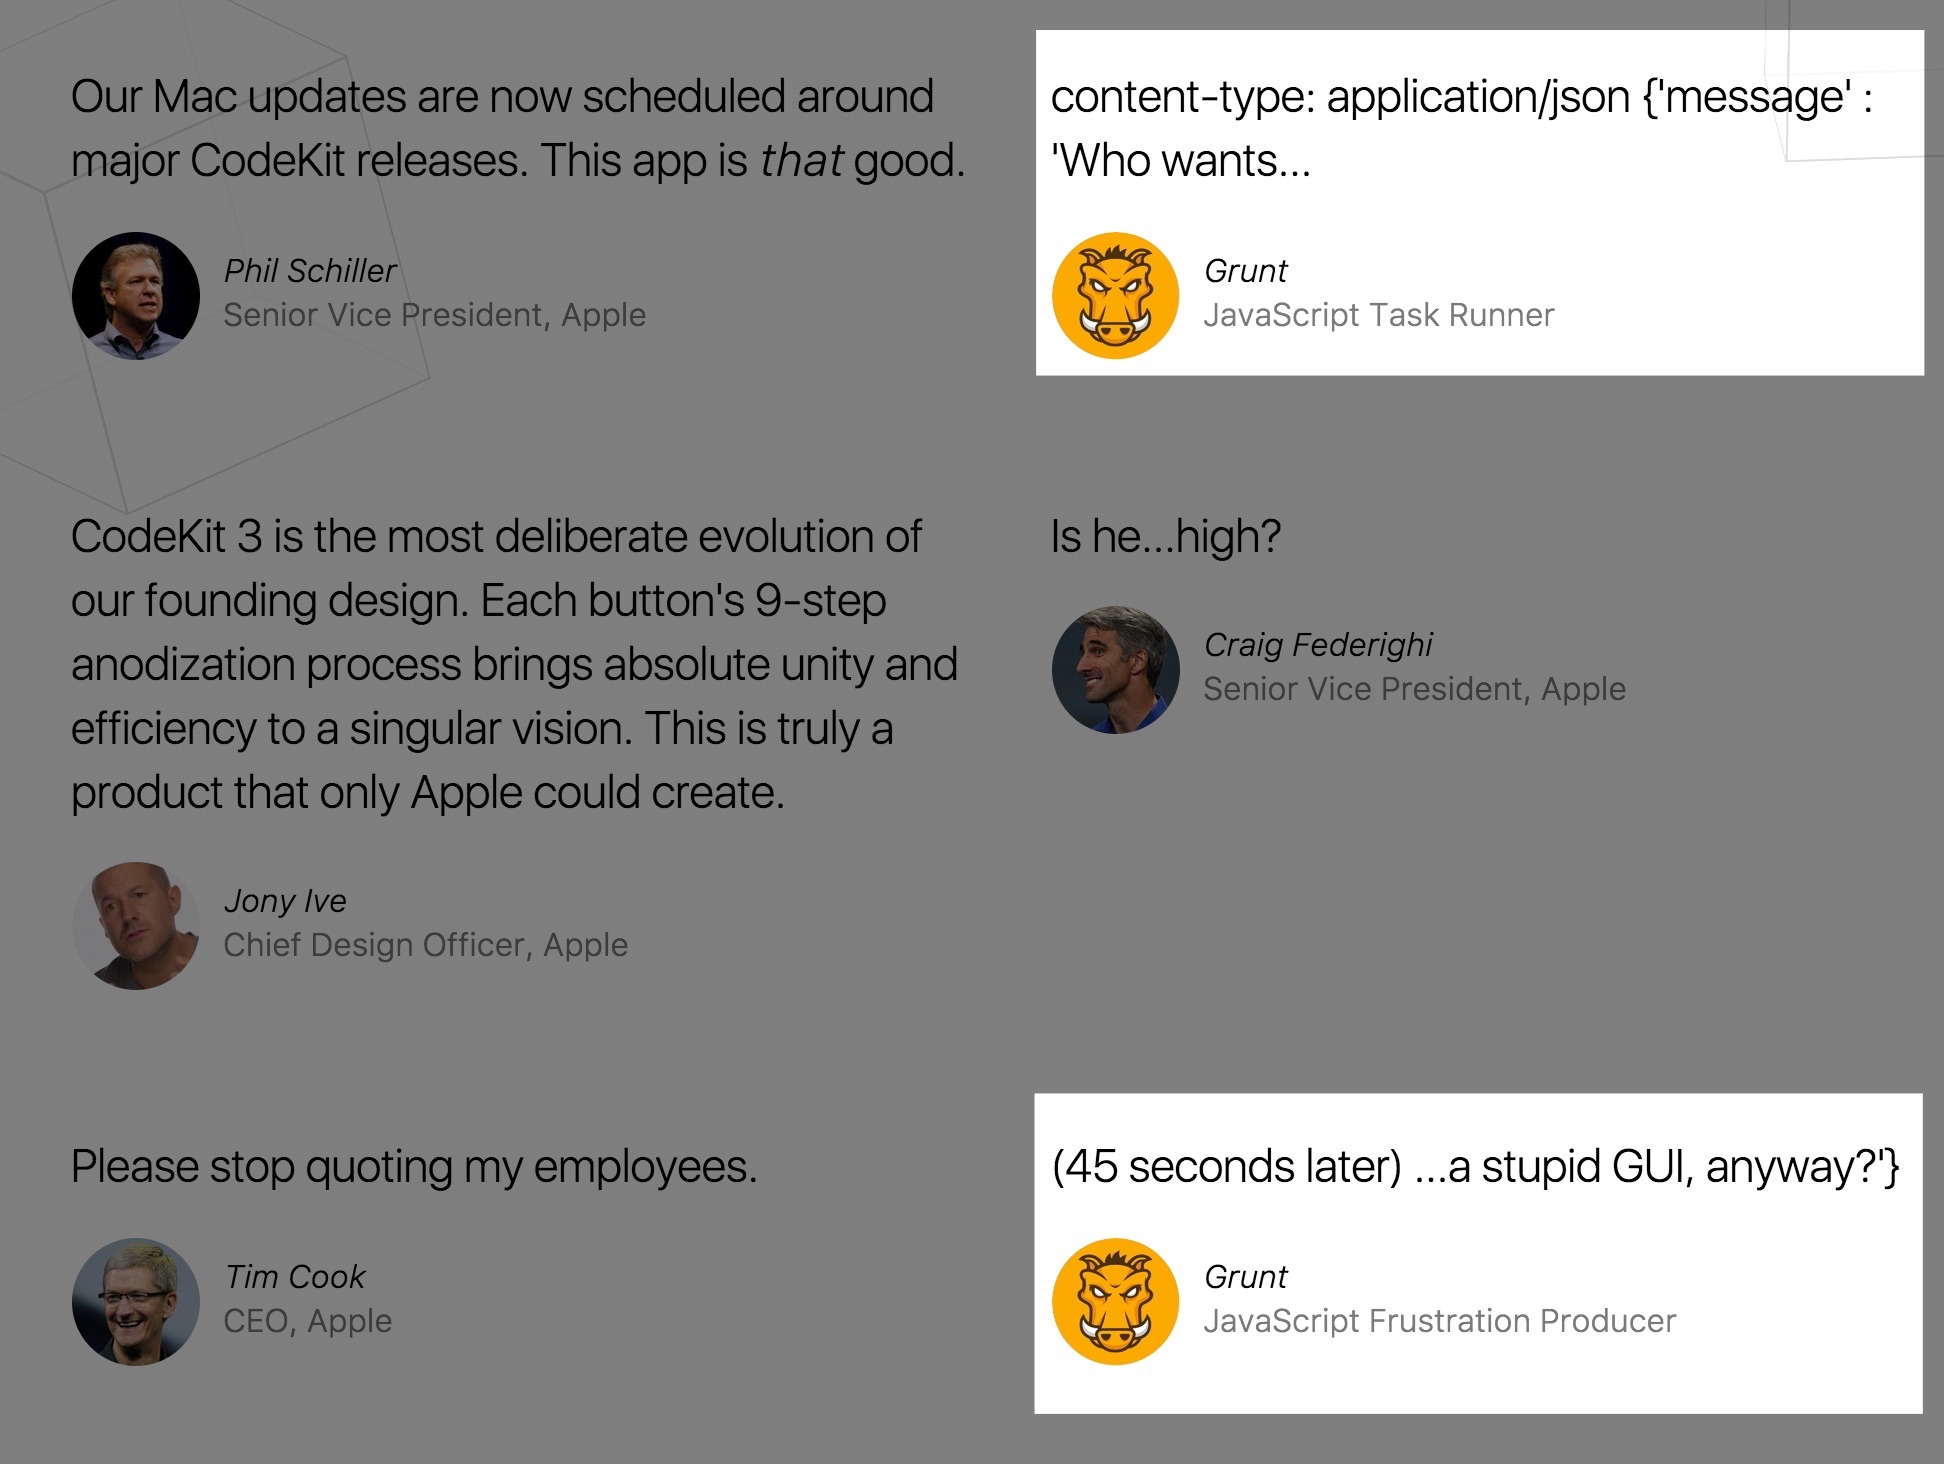 Our Mac updates are now scheduled around
major CodeKit releases. This app is that good.
Phil Schiller
Senior Vice President, Apple
content-type: application/json {'message' :
'Who wants...
Grunt
JavaScript Task Runner
CodeKit 3 is the most deliberate evolution of
our founding design. Each button's 9-step
anodization process brings absolute unity and
efficiency to a singular vision. This is truly a
product that only Apple could create.
Jony Ive
Chief Design Officer, Apple
Is he...high?
Craig Federighi
Senior Vice President, Apple
Please stop quoting my employees.
Tim Cook
CEO, Apple
(45 seconds later) ...a stupid GUI, anyway?'}
Grunt
JavaScript Frustration Producer